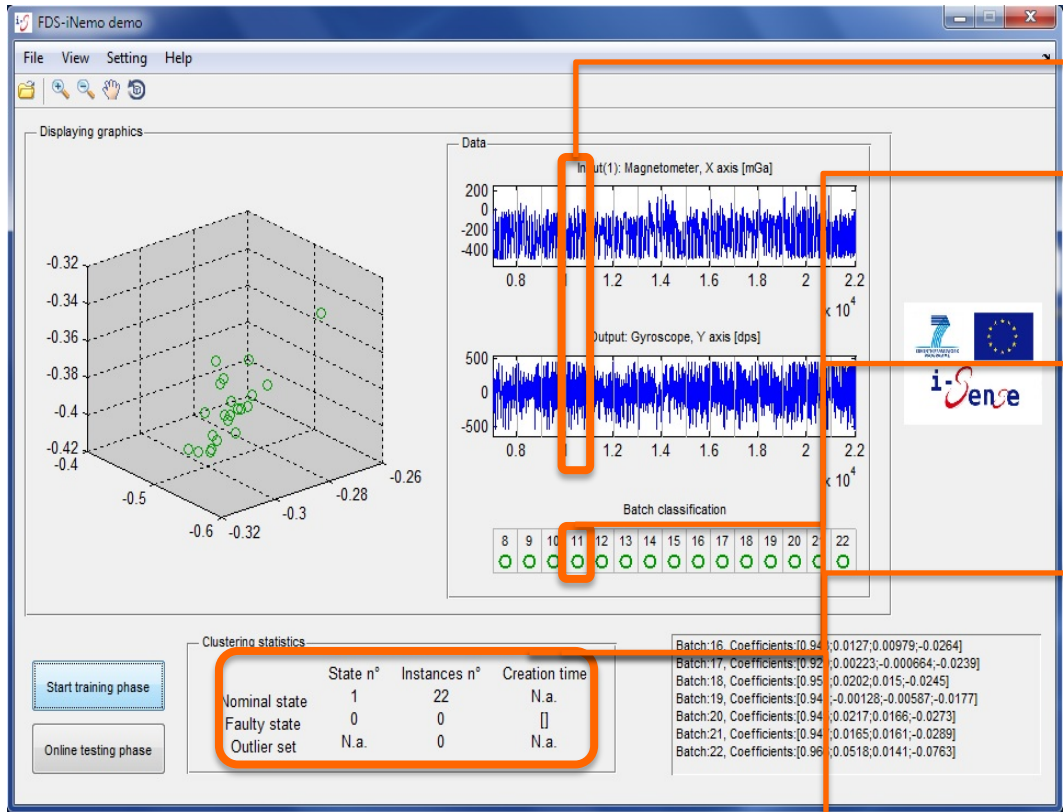 i-S FDS-iNemo demo
File View Setting Help
Displaying graphics
-0.32
-0.34
-0.36
-0.38
-0.4
-0.42
-0.4
-0.5
-0.6
-0.32
-0.3
-0.28
-0.26
Data
Input(1): Magnetometer, X axis [mGa]
200
0
-200
-400
0.8 1 1.2 1.4 1.6 1.8 2 2.2
x 10^4
Output: Gyroscope, Y axis [dps]
500
0
-500
0.8 1.2 1.4 1.6 1.8 2 2.2
x 10^4
Batch classification
8 9 10 11 12 13 14 15 16 17 18 19 20 21 22
7
i-Sense
Start training phase
Online testing phase
Clustering statistics
State n° Instances n° Creation time
Nominal state 1 22 N.a.
Faulty state 0 0 []
Outlier set N.a. 0 N.a.
Batch:16, Coefficients:[0.94 ;0.0127;0.00979;-0.0264]
Batch:17, Coefficients:[0.92 ;0.00223;-0.000664;-0.0239]
Batch:18, Coefficients:[0.95 ;0.0202;0.015;-0.0245]
Batch:19, Coefficients:[0.94 ;-0.00128;-0.00587;-0.0177]
Batch:20, Coefficients:[0.94 ;0.0217;0.0166;-0.0273]
Batch:21, Coefficients:[0.94 ;0.0165;0.0161;-0.0289]
Batch:22, Coefficients:[0.96 ;0.0518;0.0141;-0.0763]